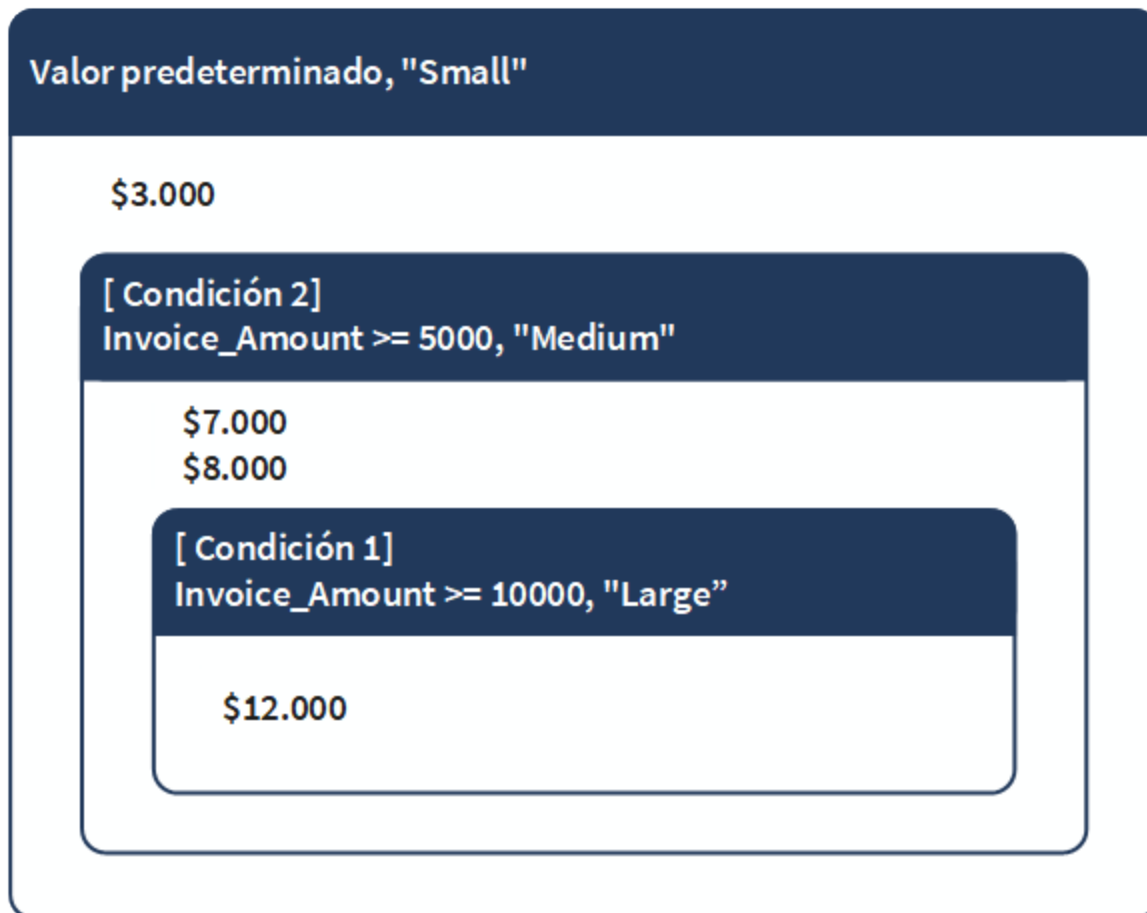 Valor predeterminado, "Small"
$3.000
[ Condición 2]
Invoice_Amount >= 5000, "Medium"
$7.000
$8.000
[ Condición 1]
Invoice_Amount >= 10000, "Large”
$12.000